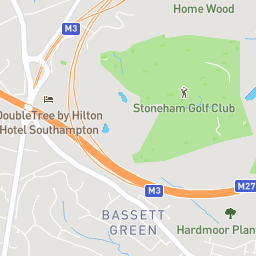 Home Wood
M3
Stoneham Golf Club
DoubleTree by Hilton
Hotel Southampton
M3
M27
BASSETT
GREEN
Hardmoor Plan